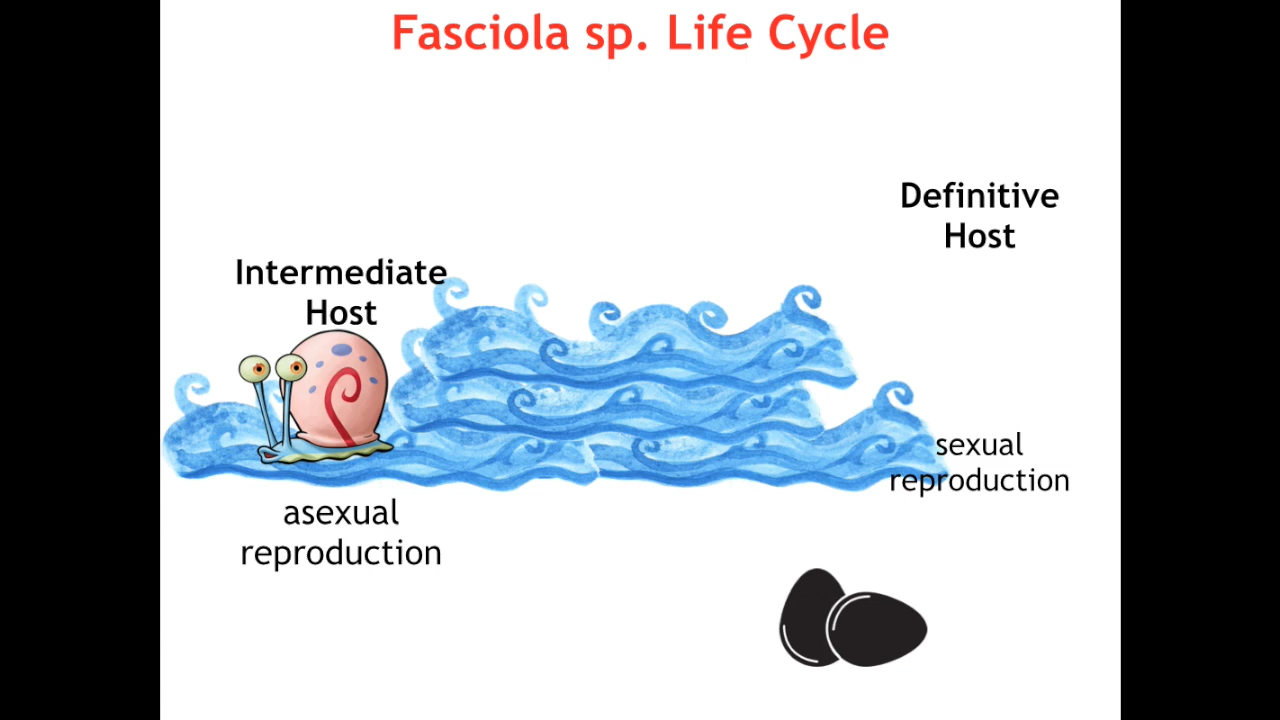 Fasciola sp. Life Cycle
Definitive
Host
Intermediate
Host
sexual
reproduction
asexual
reproduction